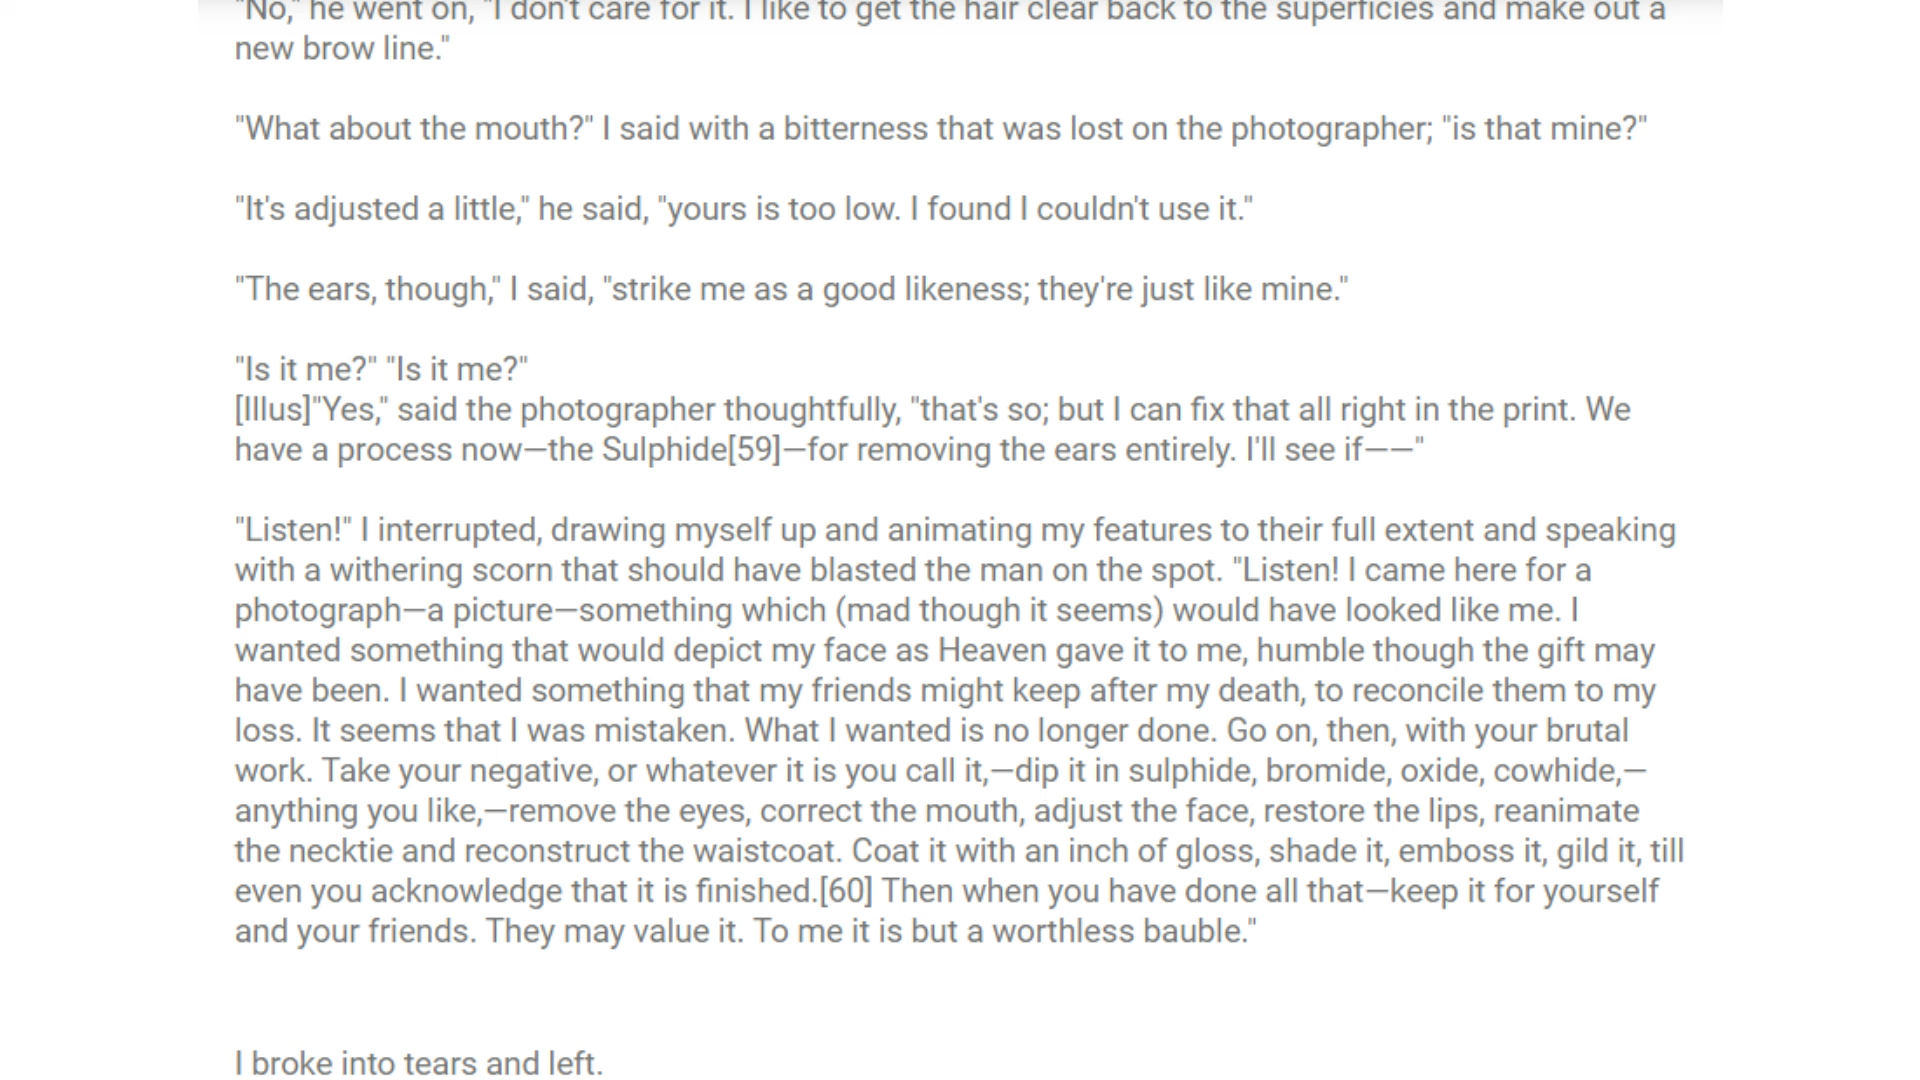 "No," he went on, "I don't care for it. I like to get the hair clear back to the superficies and make out a
new brow line."
"What about the mouth?" I said with a bitterness that was lost on the photographer; "is that mine?"
"It's adjusted a little," he said, "yours is too low. I found I couldn't use it."
"The ears, though," I said, "strike me as a good likeness; they're just like mine."
"Is it me?" "Is it me?"
[Illus]"Yes," said the photographer thoughtfully, "that's so; but I can fix that all right in the print. We
have a process now—the Sulphide[59]—for removing the ears entirely. I'll see if——"
"Listen!" I interrupted, drawing myself up and animating my features to their full extent and speaking
with a withering scorn that should have blasted the man on the spot. "Listen! I came here for a
photograph—a picture—something which (mad though it seems) would have looked like me. I
wanted something that would depict my face as Heaven gave it to me, humble though the gift may
have been. I wanted something that my friends might keep after my death, to reconcile them to my
loss. It seems that I was mistaken. What I wanted is no longer done. Go on, then, with your brutal
work. Take your negative, or whatever it is you call it,—dip it in sulphide, bromide, oxide, cowhide,—
anything you like,—remove the eyes, correct the mouth, adjust the face, restore the lips, reanimate
the necktie and reconstruct the waistcoat. Coat it with an inch of gloss, shade it, emboss it, gild it, till
even you acknowledge that it is finished.[60] Then when you have done all that—keep it for yourself
and your friends. They may value it. To me it is but a worthless bauble."
I broke into tears and left.